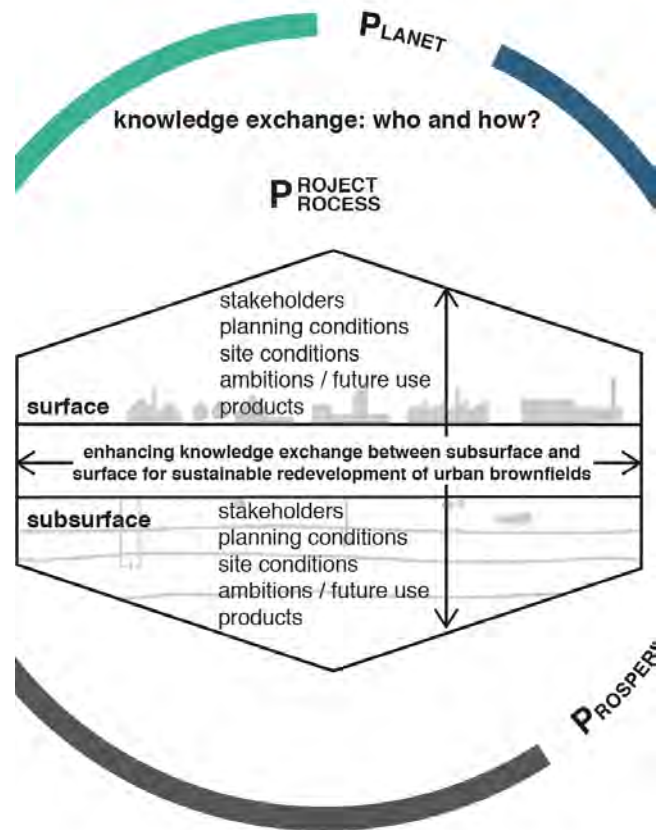 PLANET
knowledge exchange: who and how?
PROJECT
ROCESS
stakeholders
planning conditions
site conditions
ambitions / future use
products
surface
enhancing knowledge exchange between subsurface and
surface for sustainable redevelopment of urban brownfields
subsurface
stakeholders
planning conditions
site conditions
ambitions / future use
products
PROSPERI